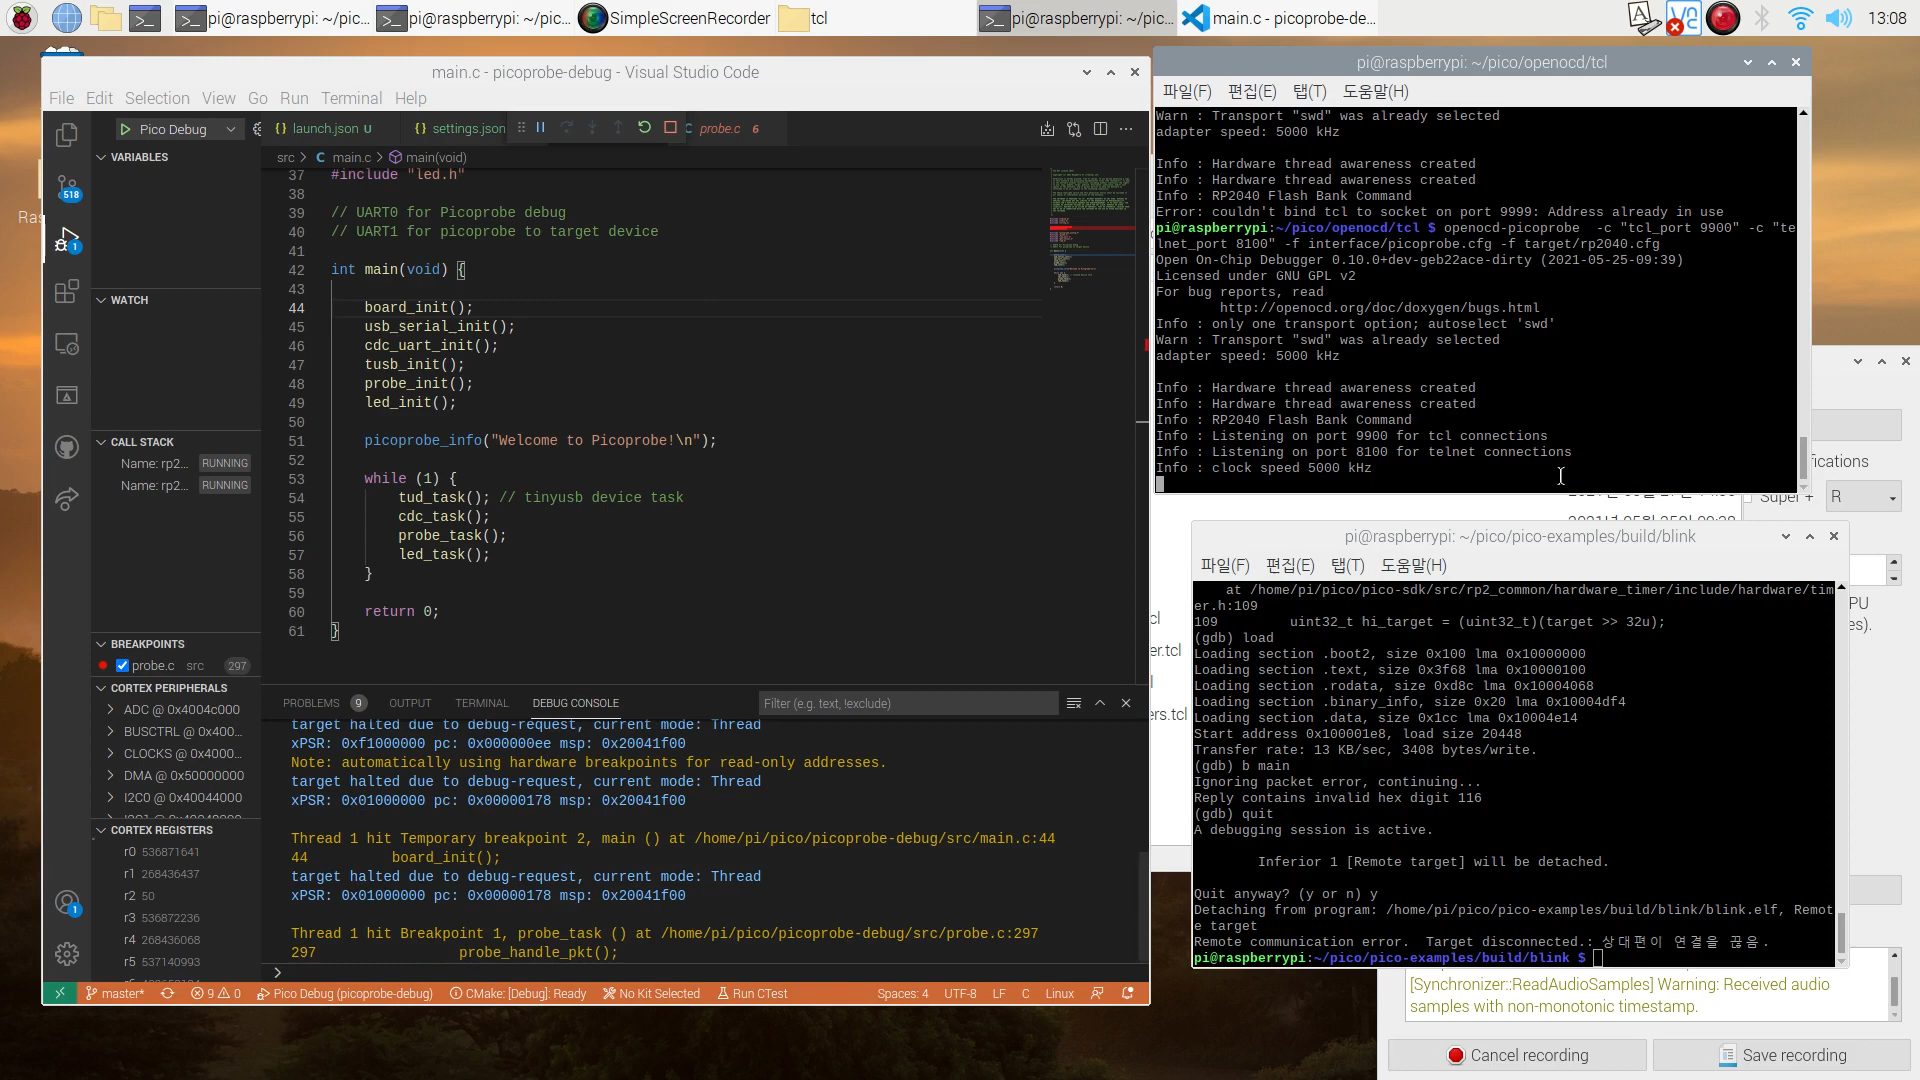 pi@raspberrypi: ~/pic...
pi@raspberrypi: ~/pic...
SimpleScreenRecorder
tcl
pi@raspberrypi: ~/pic...
main.c - picoprobe-de...
13:08
main.c - picoprobe-debug - Visual Studio Code
File Edit Selection View Go Run Terminal Help
Pico Debug
launch.json U
settings.json
probe.c 6
src > C main.c > main(void)
VARIABLES
WATCH
CALL STACK
Name: rp2... RUNNING
Name: rp2... RUNNING
BREAKPOINTS
probe.c src 297
CORTEX PERIPHERALS
ADC @ 0x4004c000
BUSCTRL @ 0x400...
CLOCKS @ 0x4000...
DMA @ 0x50000000
I2C0 @ 0x40044000
CORTEX REGISTERS
r0 536871641
r1 268436437
r2 50
r3 536872236
r4 268436068
r5 537140993
518
1
1
37 #include "led.h"
38
39 // UART0 for Picoprobe debug
40 // UART1 for picoprobe to target device
41
42 int main(void) {
43
44 board_init();
45 usb_serial_init();
46 cdc_uart_init();
47 tusb_init();
48 probe_init();
49 led_init();
50
51 picoprobe_info("Welcome to Picoprobe!\n");
52
53 while (1) {
54 tud_task(); // tinyusb device task
55 cdc_task();
56 probe_task();
57 led_task();
58 }
59
60 return 0;
61 }
PROBLEMS 9 OUTPUT TERMINAL DEBUG CONSOLE Filter (e.g. text, !exclude)
target halted due to debug-request, current mode: Thread
xPSR: 0xf1000000 pc: 0x000000ee msp: 0x20041f00
Note: automatically using hardware breakpoints for read-only addresses.
target halted due to debug-request, current mode: Thread
xPSR: 0x01000000 pc: 0x00000178 msp: 0x20041f00
Thread 1 hit Temporary breakpoint 2, main () at /home/pi/pico/picoprobe-debug/src/main.c:44
44 board_init();
target halted due to debug-request, current mode: Thread
xPSR: 0x01000000 pc: 0x00000178 msp: 0x20041f00
Thread 1 hit Breakpoint 1, probe_task () at /home/pi/pico/picoprobe-debug/src/probe.c:297
297 probe_handle_pkt();
>
master* 9 0 Pico Debug (picoprobe-debug) CMake: [Debug]: Ready No Kit Selected Run CTest Spaces: 4 UTF-8 LF C Linux
pi@raspberrypi: ~/pico/openocd/tcl
파일(F) 편집(E) 탭(T) 도움말(H)
Warn : Transport "swd" was already selected
adapter speed: 5000 kHz
Info : Hardware thread awareness created
Info : Hardware thread awareness created
Info : RP2040 Flash Bank Command
Error: couldn't bind tcl to socket on port 9999: Address already in use
pi@raspberrypi:~/pico/openocd/tcl $ openocd-picoprobe -c "tcl_port 9900" -c "te
lnet_port 8100" -f interface/picoprobe.cfg -f target/rp2040.cfg
Open On-Chip Debugger 0.10.0+dev-geb22ace-dirty (2021-05-25-09:39)
Licensed under GNU GPL v2
For bug reports, read
http://openocd.org/doc/doxygen/bugs.html
Info : only one transport option; autoselect 'swd'
Warn : Transport "swd" was already selected
adapter speed: 5000 kHz
Info : Hardware thread awareness created
Info : Hardware thread awareness created
Info : RP2040 Flash Bank Command
Info : Listening on port 9900 for tcl connections
Info : Listening on port 8100 for telnet connections
Info : clock speed 5000 kHz
fications
Super + R
PU
es).
er.tcl
ers.tcl
pi@raspberrypi: ~/pico/pico-examples/build/blink
파일(F) 편집(E) 탭(T) 도움말(H)
at /home/pi/pico/pico-sdk/src/rp2_common/hardware_timer/include/hardware/tim
er.h:109
109 uint32_t hi_target = (uint32_t)(target >> 32u);
(gdb) load
Loading section .boot2, size 0x100 lma 0x10000000
Loading section .text, size 0x3f68 lma 0x10000100
Loading section .rodata, size 0xd8c lma 0x10004068
Loading section .binary_info, size 0x20 lma 0x10004df4
Loading section .data, size 0x1cc lma 0x10004e14
Start address 0x100001e8, load size 20448
Transfer rate: 13 KB/sec, 3408 bytes/write.
(gdb) b main
Ignoring packet error, continuing...
Reply contains invalid hex digit 116
(gdb) quit
A debugging session is active.
Inferior 1 [Remote target] will be detached.
Quit anyway? (y or n) y
Detaching from program: /home/pi/pico/pico-examples/build/blink/blink.elf, Remot
e target
Remote communication error. Target disconnected.: 상대편이 연결을 끊음.
pi@raspberrypi:~/pico/pico-examples/build/blink $
[Synchronizer::ReadAudioSamples] Warning: Received audio
samples with non-monotonic timestamp.
Cancel recording
Save recording